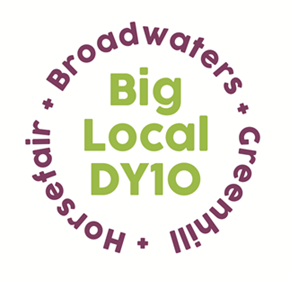 Big
Local
DY10
Horsefair + Broadwaters + Greenhill +